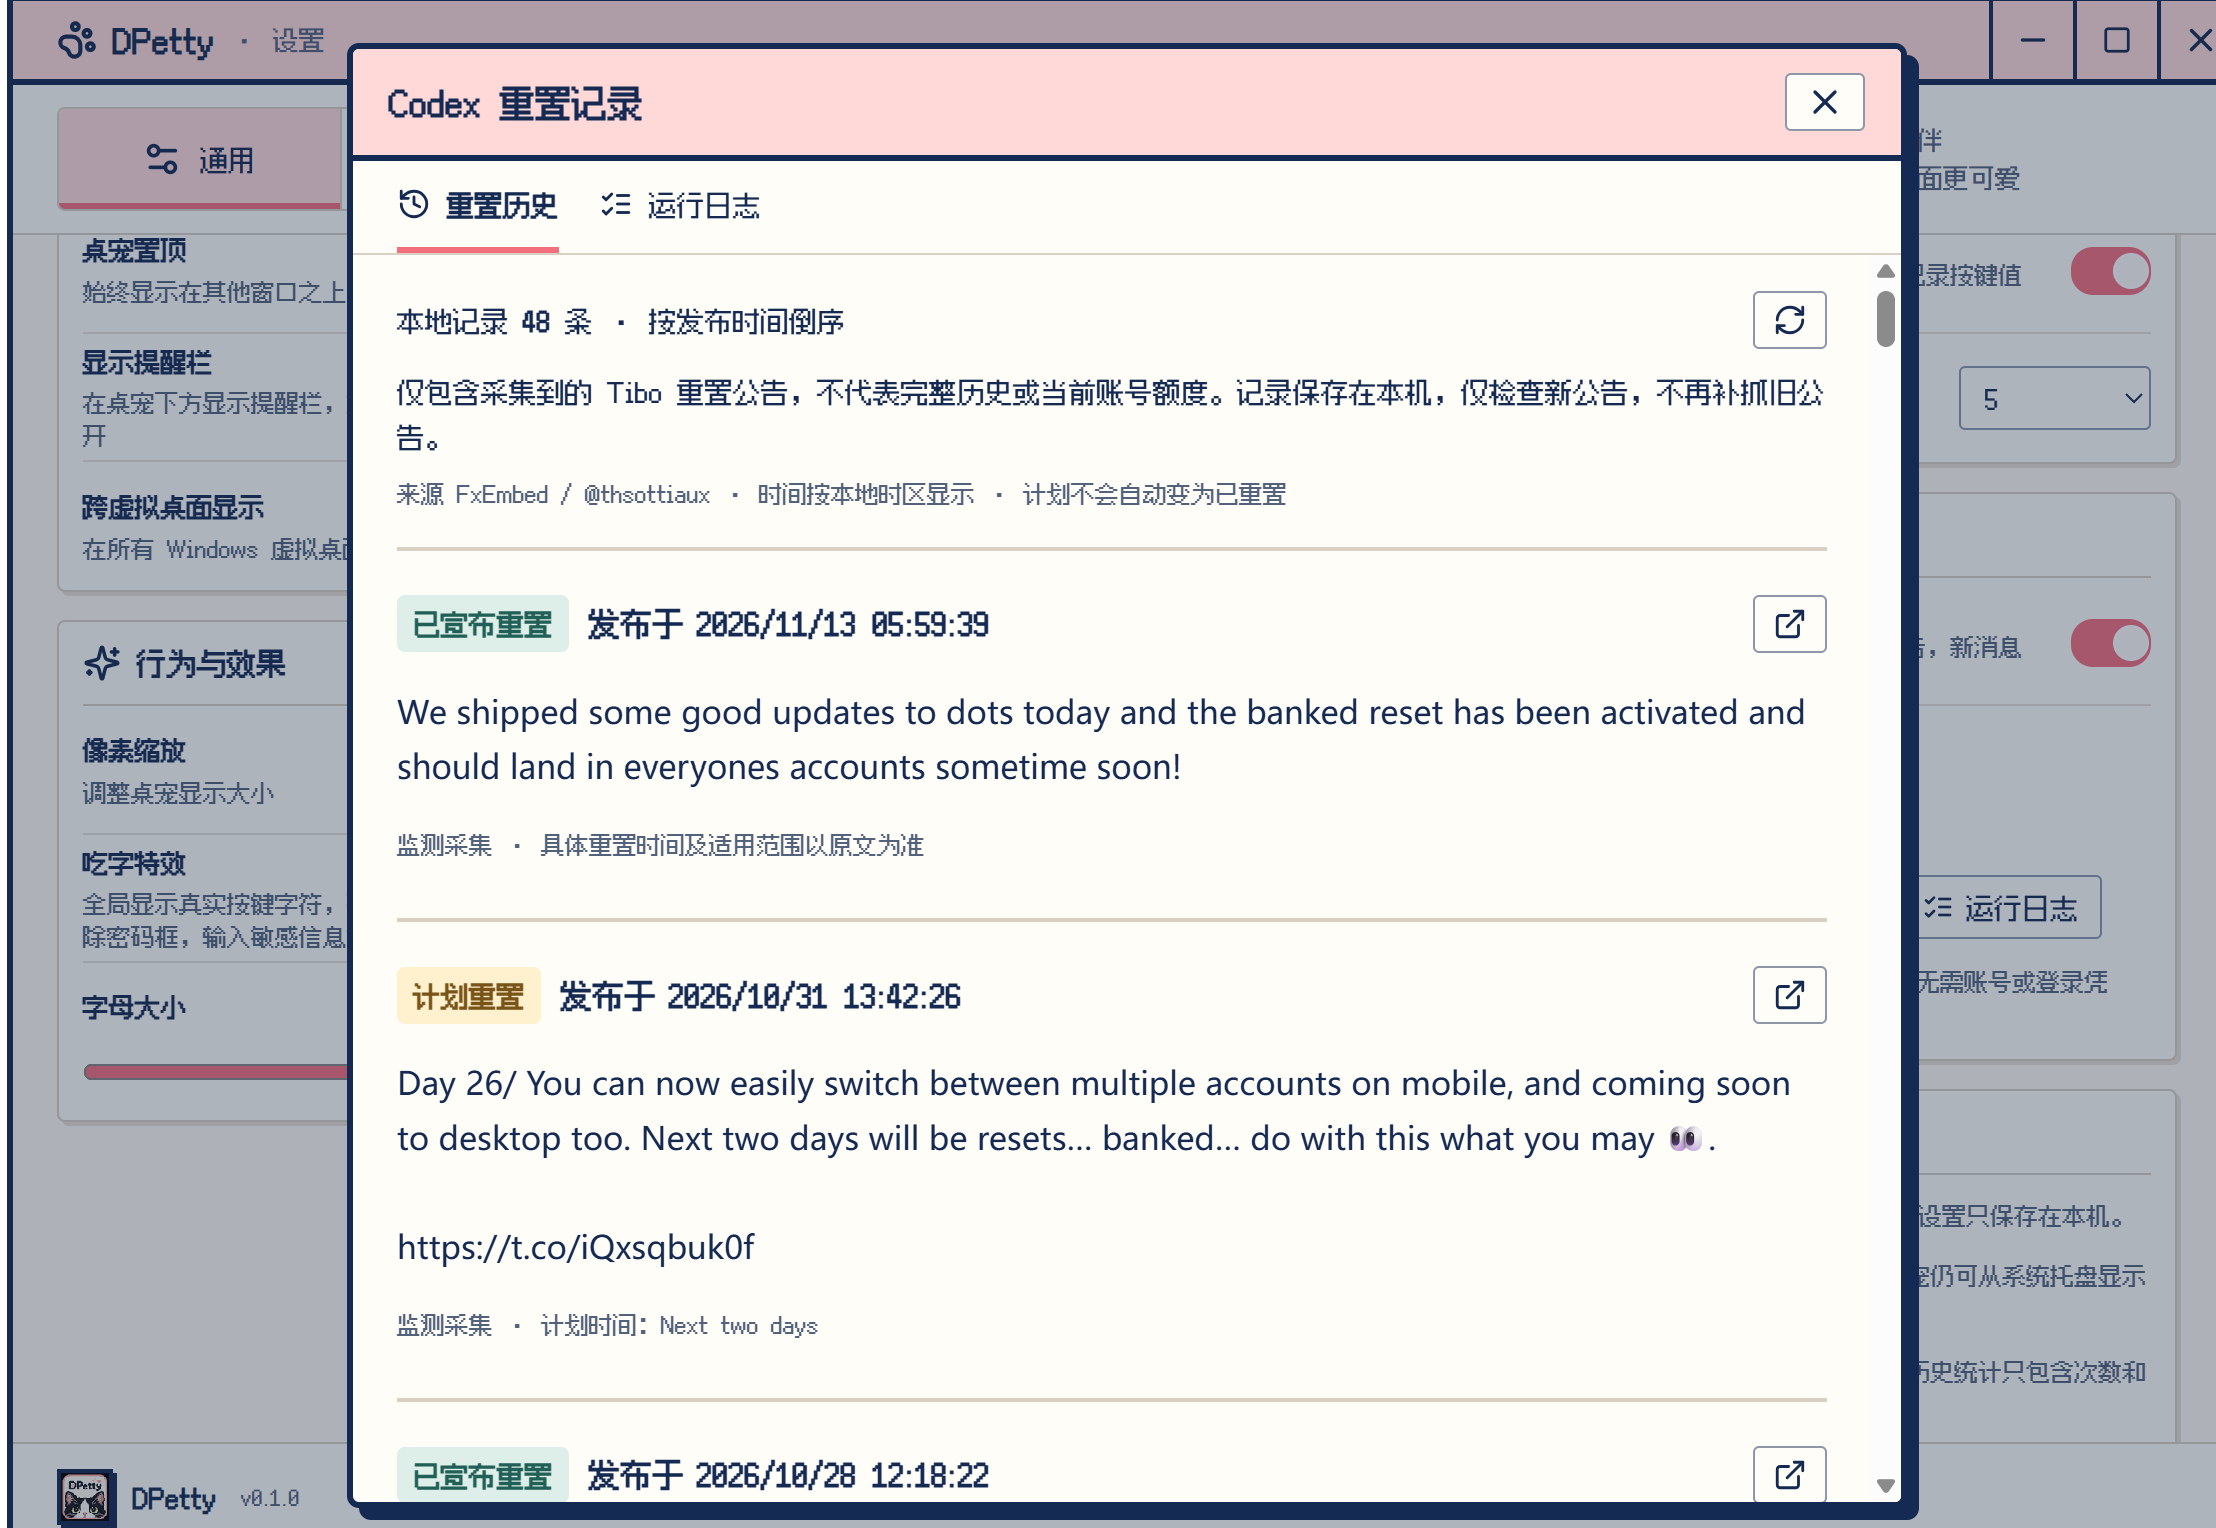 DPetty · 设置
Codex 重置记录
通用
伴
面更可爱
重置历史
运行日志
桌宠置顶
始终显示在其他窗口之上
录按键值
本地记录 48 条 · 按发布时间倒序
显示提醒栏
在桌宠下方显示提醒栏，
开
5
仅包含采集到的 Tibo 重置公告，不代表完整历史或当前账号额度。记录保存在本机，仅检查新公告，不再补抓旧公
告。
来源 FxEmbed / @thsottiaux · 时间按本地时区显示 · 计划不会自动变为已重置
跨虚拟桌面显示
在所有 Windows 虚拟桌面
已宣布重置 发布于 2026/11/13 05:59:39
行为与效果
，新消息
We shipped some good updates to dots today and the banked reset has been activated and
should land in everyones accounts sometime soon!
像素缩放
调整桌宠显示大小
监测采集 · 具体重置时间及适用范围以原文为准
吃字特效
全局显示真实按键字符，
除密码框，输入敏感信息
运行日志
计划重置 发布于 2026/10/31 13:42:26
无需账号或登录凭
字母大小
Day 26/ You can now easily switch between multiple accounts on mobile, and coming soon
to desktop too. Next two days will be resets... banked... do with this what you may 👀.
https://t.co/iQxsqbuk0f
设置只保存在本机。
仍可从系统托盘显示
监测采集 · 计划时间：Next two days
历史统计只包含次数和
已宣布重置 发布于 2026/10/28 12:18:22
DPetty
DPetty v0.1.0